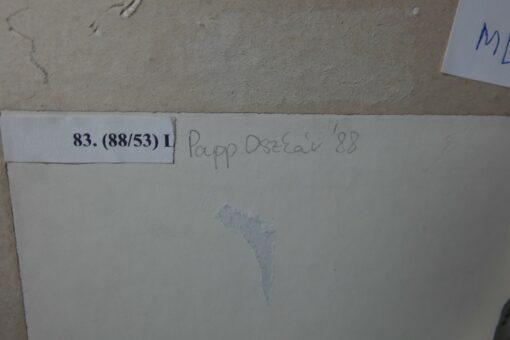 83. (88/53) L Papp Oszkár '88
M